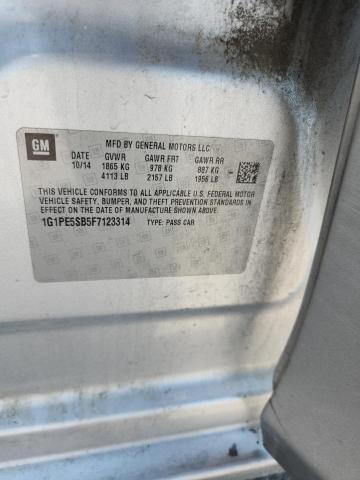 GM
MFD BY GENERAL MOTORS LLC
DATE GVWR GAWR FRT GAWR RR
10/14 1865 KG 978 KG 887 KG
4113 LB 2157 LB 1956 LB
THIS VEHICLE CONFORMS TO ALL APPLICABLE U.S. FEDERAL MOTOR
VEHICLE SAFETY, BUMPER, AND THEFT PREVENTION STANDARDS
IN EFFECT ON THE DATE OF MANUFACTURE SHOWN ABOVE.
1G1PE5SB5F7123314 TYPE: PASS CAR